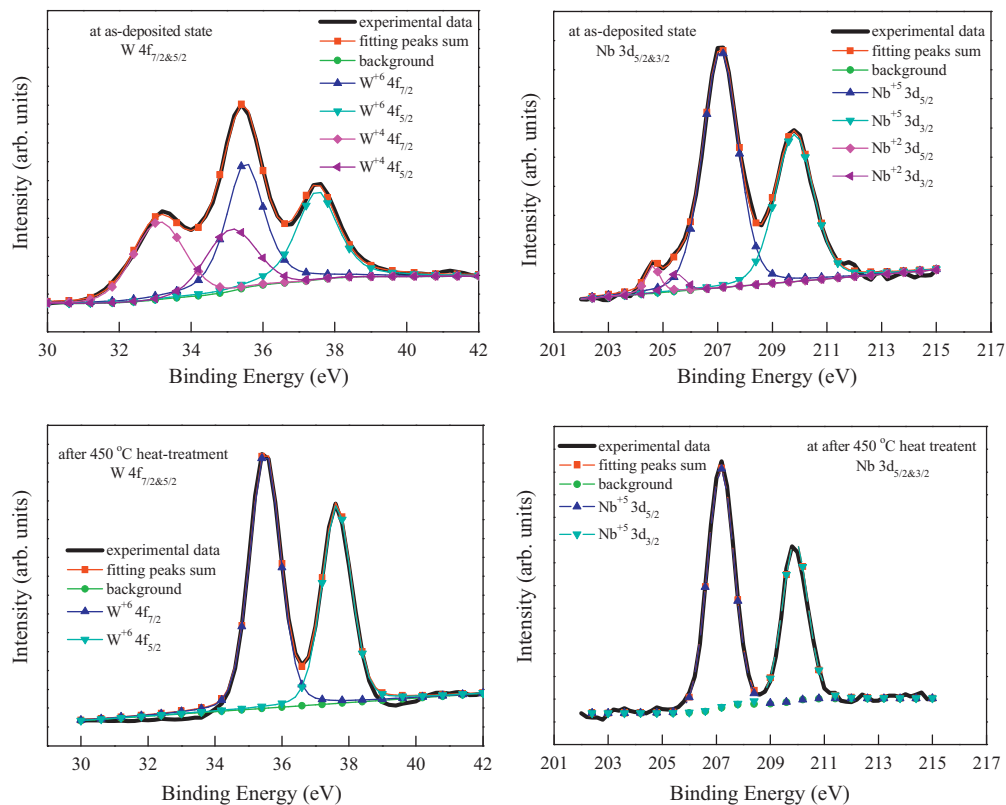 at as-deposited state
W 4f7/2&5/2
experimental data
fitting peaks sum
background
W+6 4f7/2
W+6 4f5/2
W+4 4f7/2
W+4 4f5/2
Intensity (arb. units)
30 32 34 36 38 40 42
Binding Energy (eV)
at as-deposited state
Nb 3d5/2&3/2
experimental data
fitting peaks sum
background
Nb+5 3d5/2
Nb+5 3d3/2
Nb+2 3d5/2
Nb+2 3d3/2
Intensity (arb. units)
201 203 205 207 209 211 213 215 217
Binding Energy (eV)
after 450 °C heat-treatment
W 4f7/2&5/2
experimental data
fitting peaks sum
background
W+6 4f7/2
W+6 4f5/2
Intensity (arb. units)
30 32 34 36 38 40 42
Binding Energy (eV)
experimental data
fitting peaks sum
background
Nb+5 3d5/2
Nb+5 3d3/2
at after 450 °C heat treatent
Nb 3d5/2&3/2
Intensity (arb. units)
201 203 205 207 209 211 213 215 217
Binding Energy (eV)